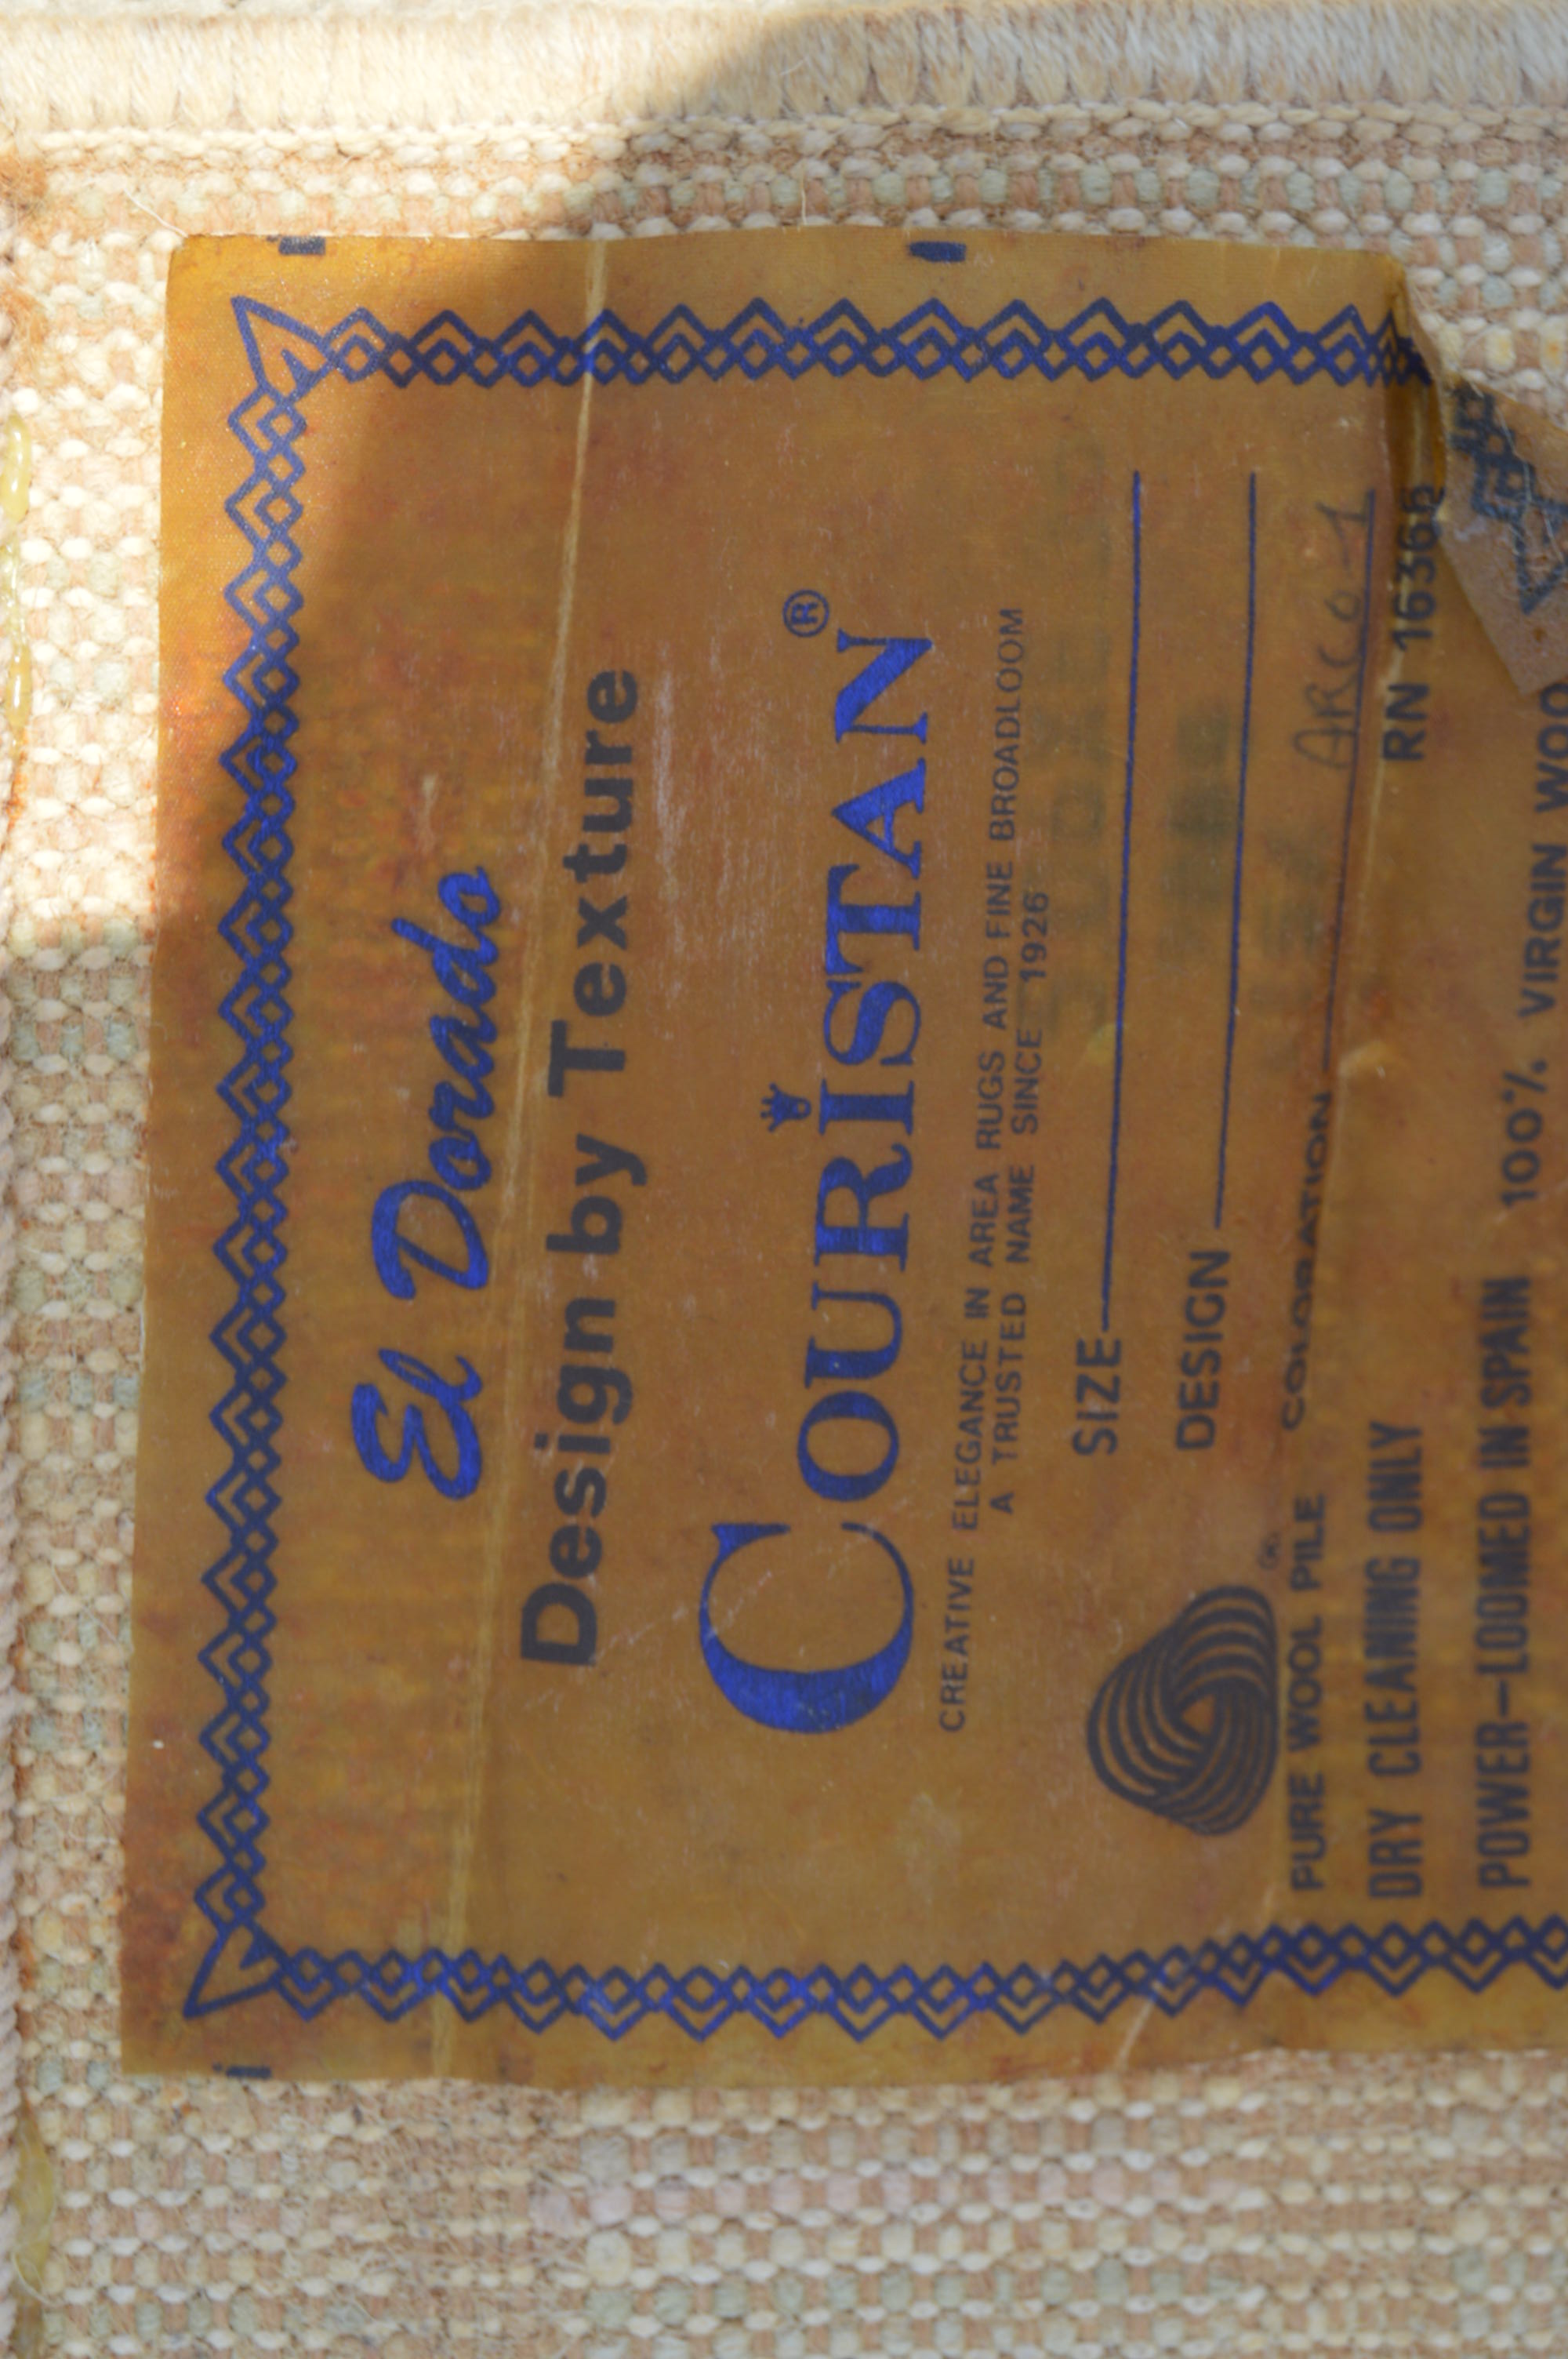 El Dorado
Design by Texture
COURISTAN®
CREATIVE ELEGANCE IN AREA RUGS AND FINE BROADLOOM
A TRUSTED NAME SINCE 1926
SIZE
DESIGN
COLORATION
PURE WOOL PILE
DRY CLEANING ONLY
RN 16366
POWER-LOOMED IN SPAIN 100% VIRGIN WOO